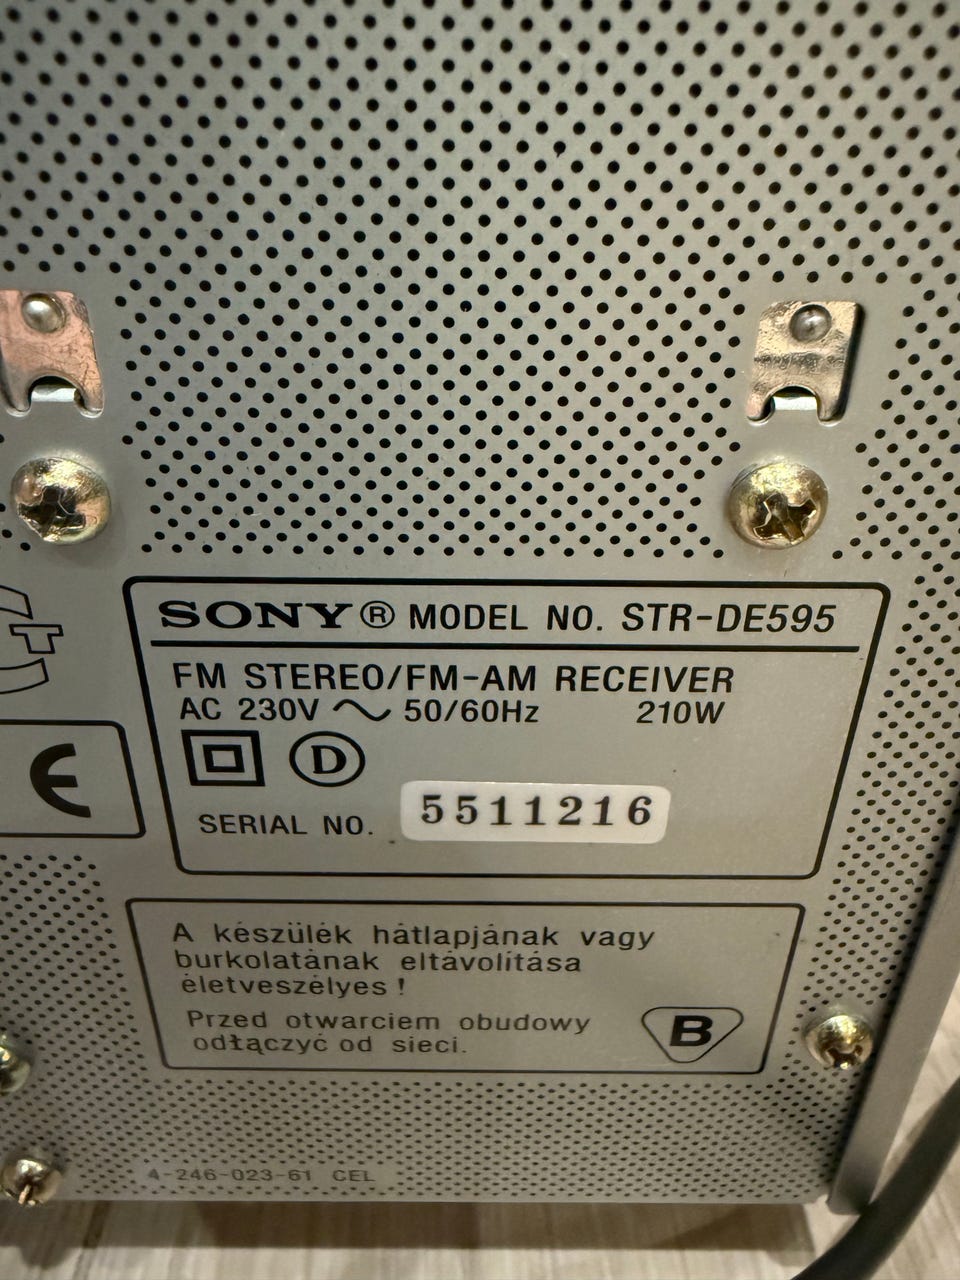 SONY® MODEL NO. STR-DE595
FM STEREO/FM-AM RECEIVER
AC 230V ~ 50/60Hz 210W
D
SERIAL NO. 5511216
CE
A készülék hátlapjának vagy
burkolatának eltávolítása
életveszélyes !
Przed otwarciem obudowy
odłączyć od sieci.
B
4-246-023-61 CEL